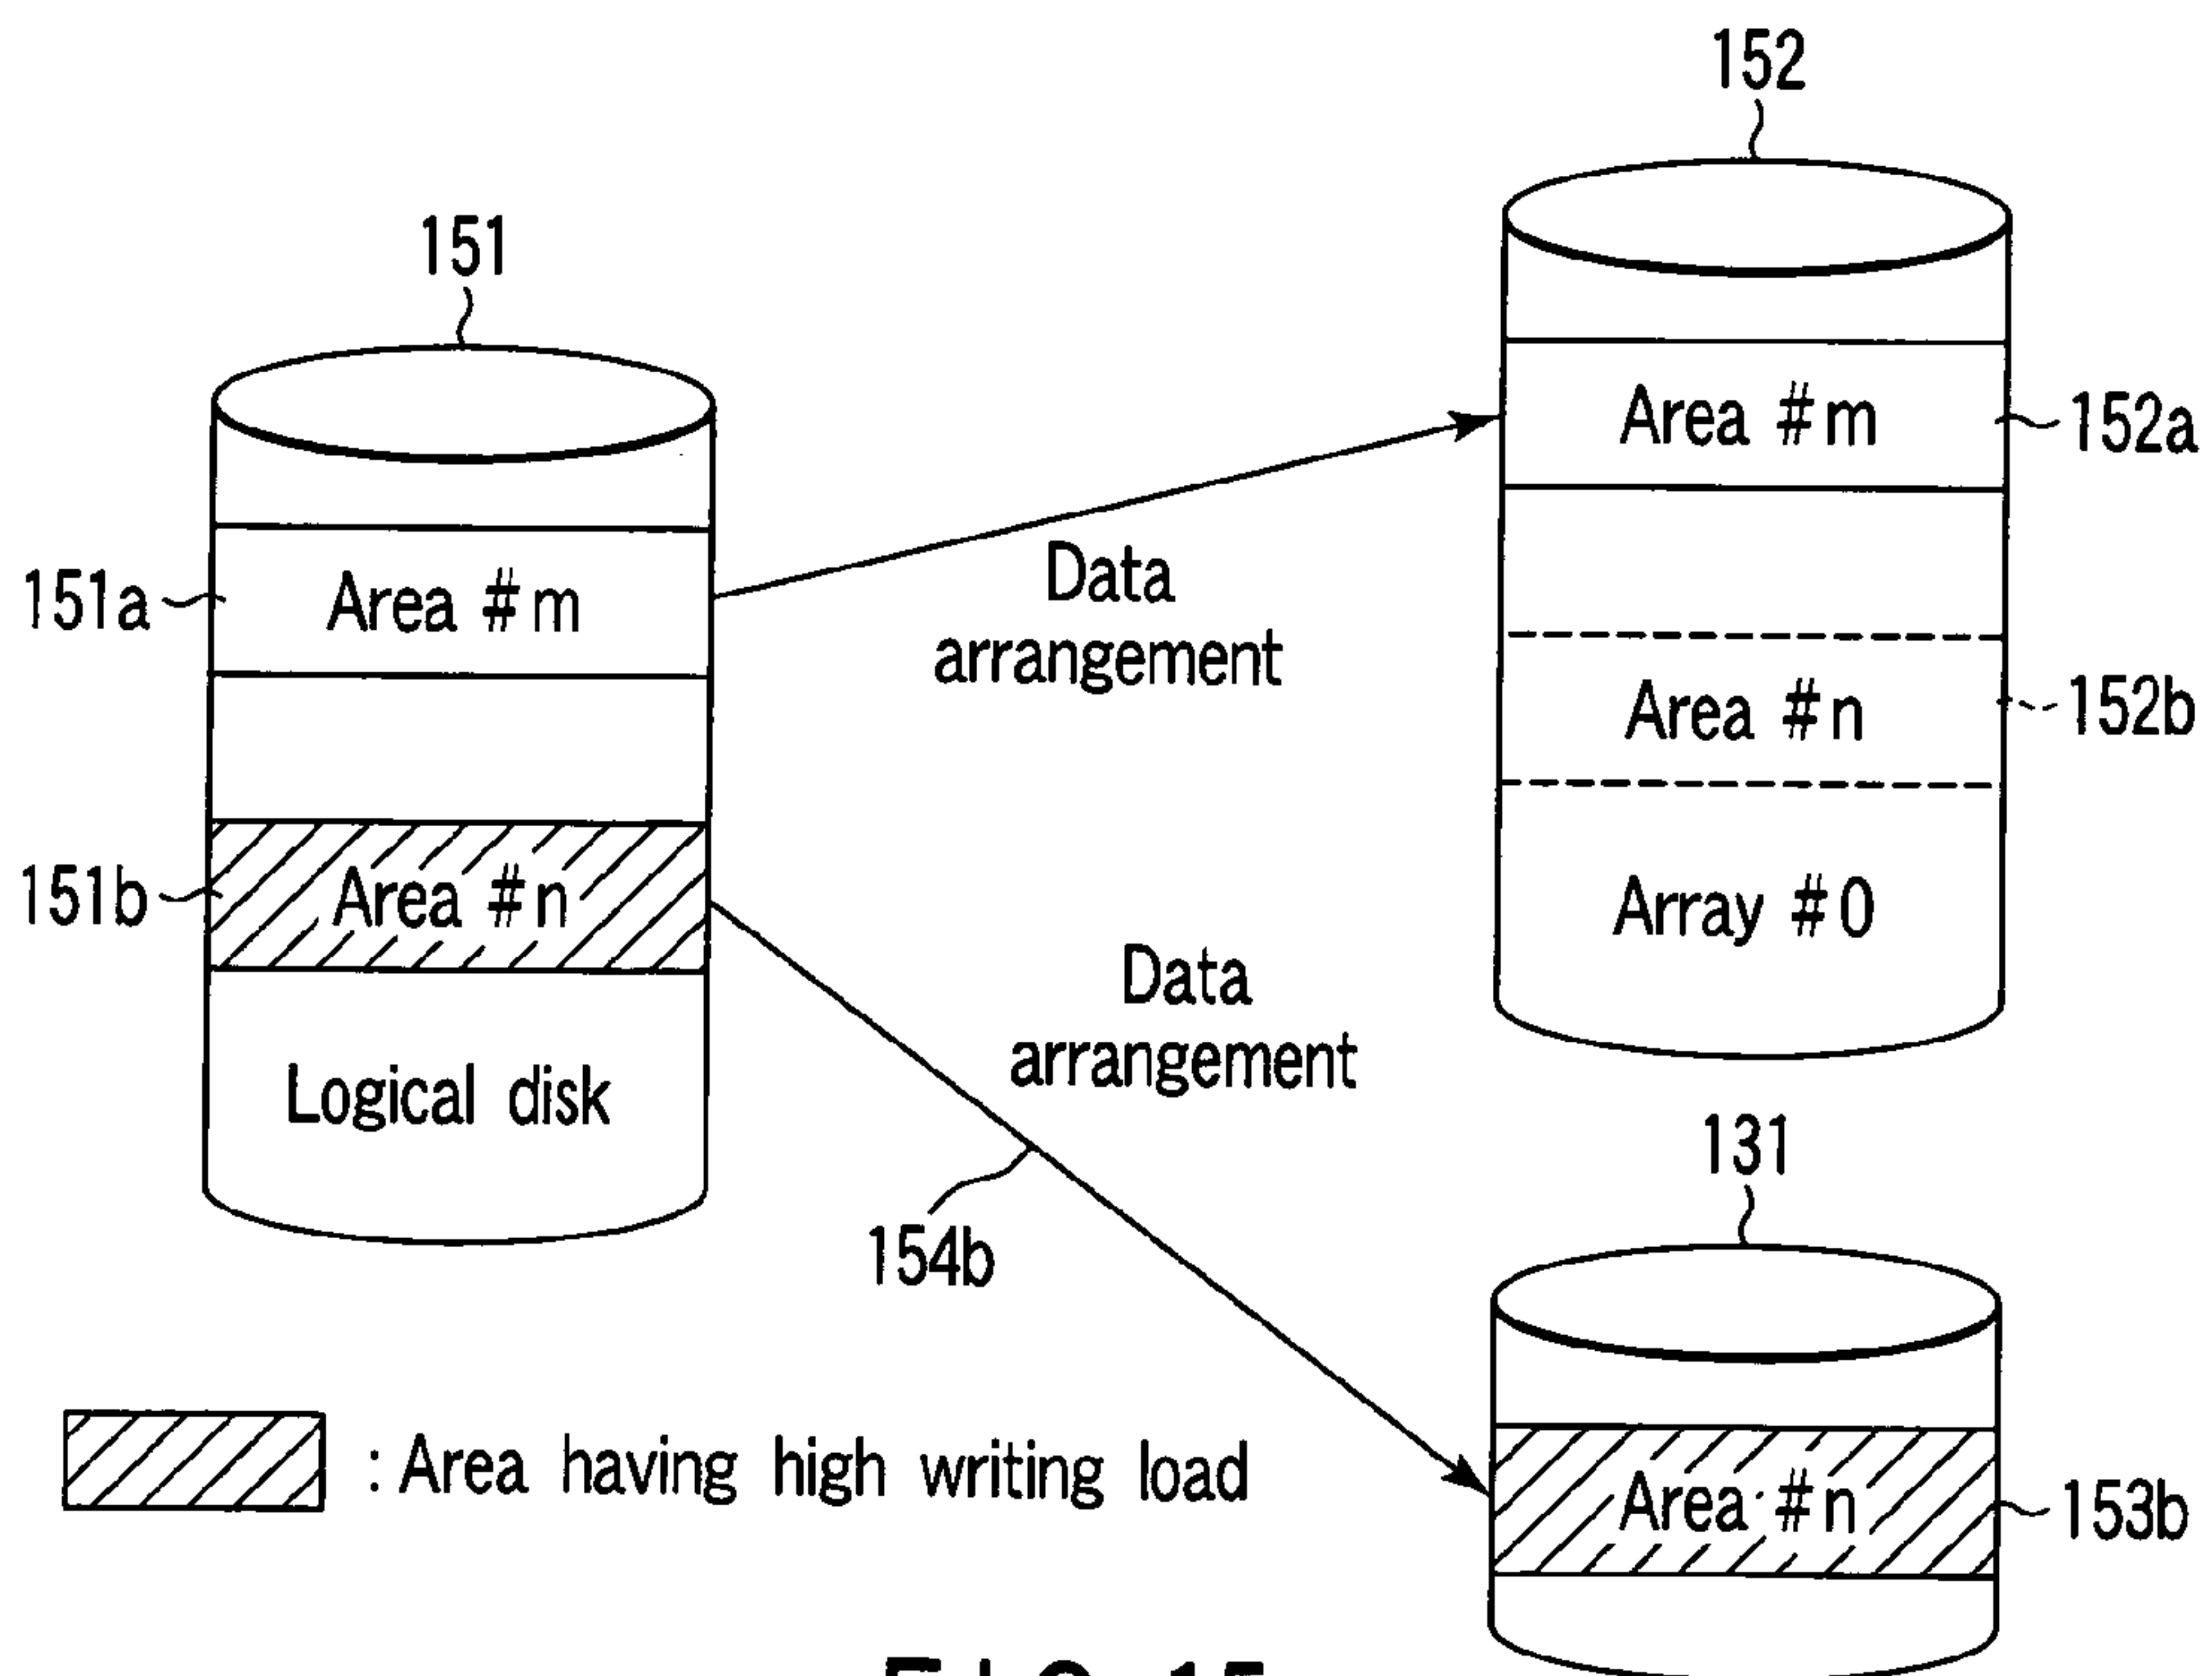 152
151
Area #m
152a
151a
Area #m
Data
arrangement
Area #n
152b
151b
Area #n
Array #0
Data
arrangement
Logical disk
131
154b
: Area having high writing load
Area #n
153b